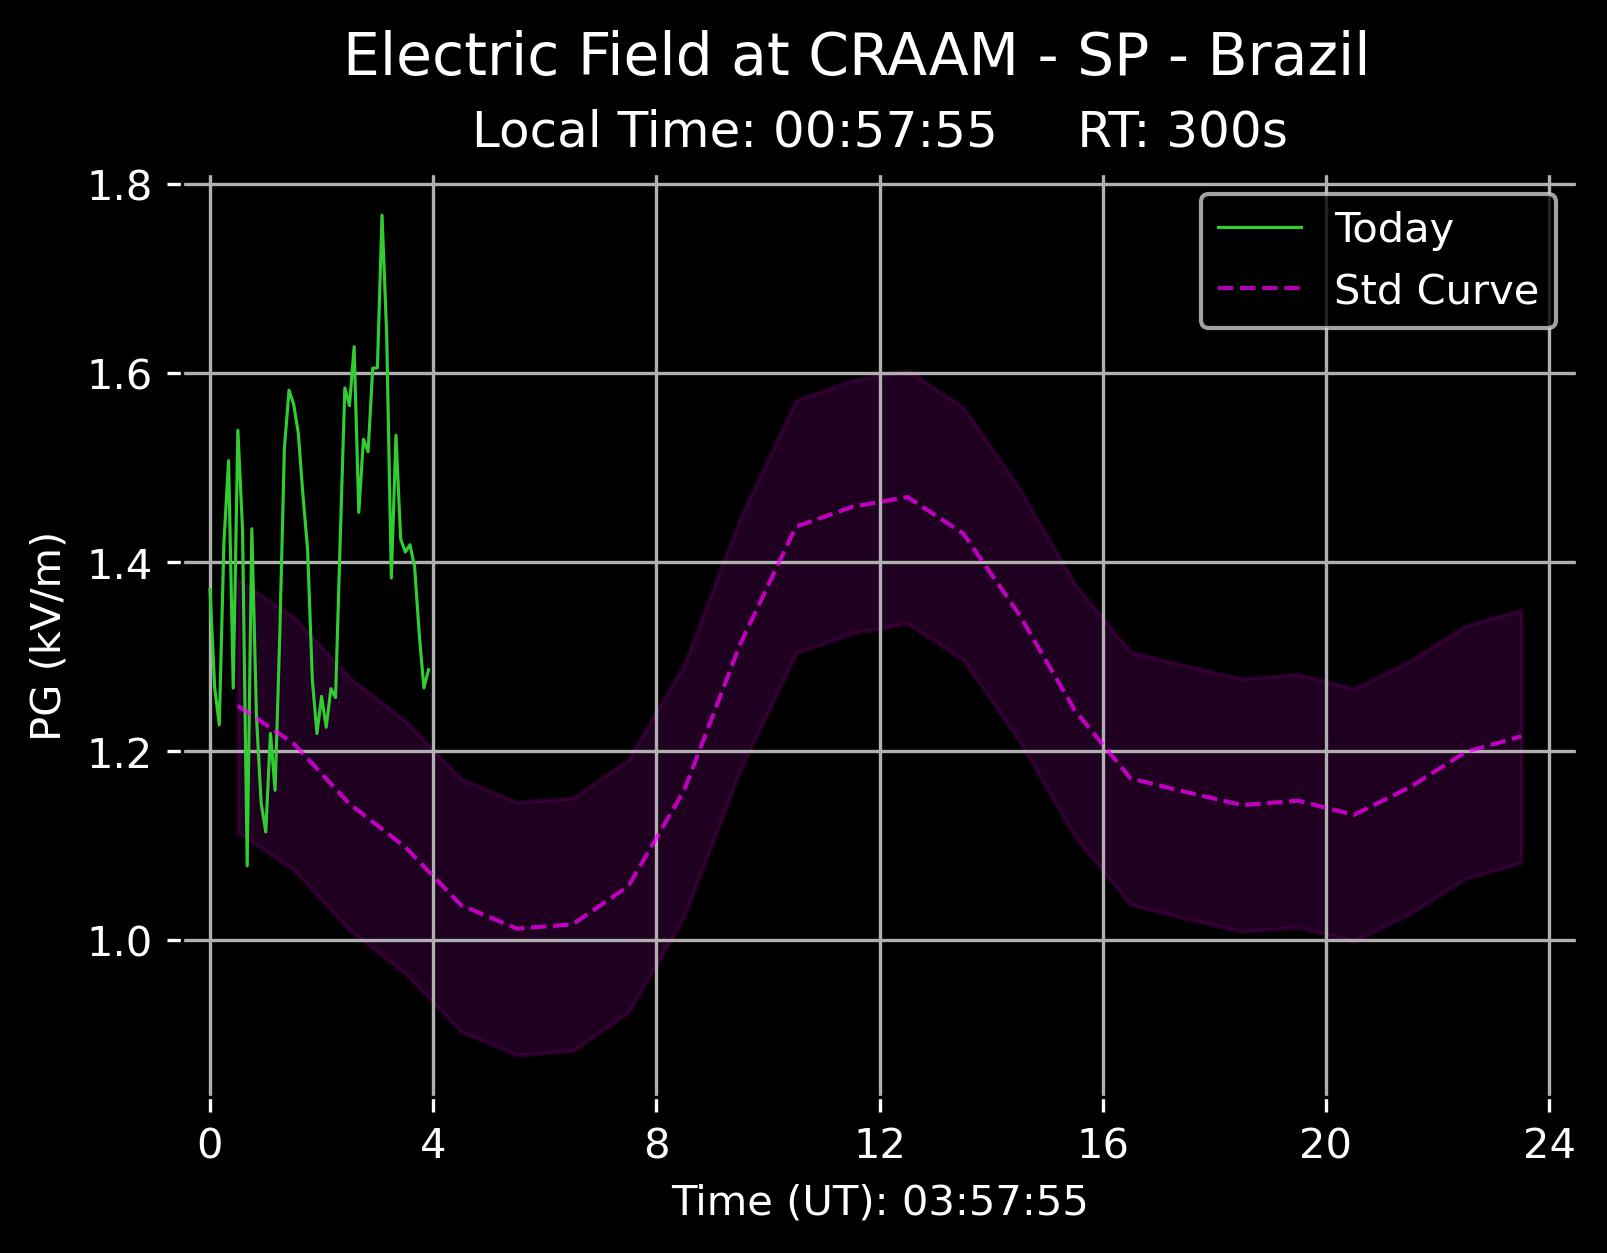 Electric Field at CRAAM - SP - Brazil
Local Time: 00:57:55 RT: 300s
Today
Std Curve
PG (kV/m)
1.8
1.6
1.4
1.2
1.0
0 4 8 12 16 20 24
Time (UT): 03:57:55